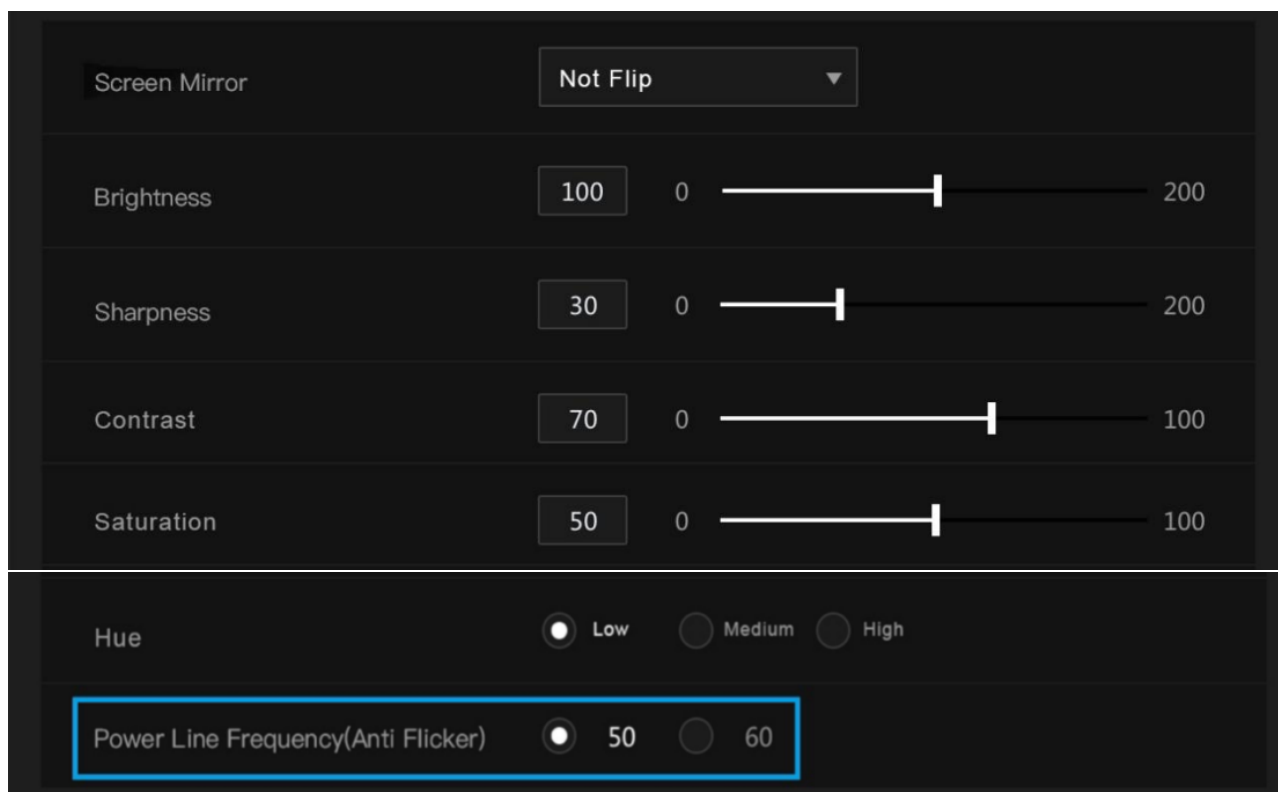 Screen Mirror Not Flip
Brightness 100 0 200
Sharpness 30 0 200
Contrast 70 0 100
Saturation 50 0 100
Hue Low Medium High
Power Line Frequency(Anti Flicker) 50 60